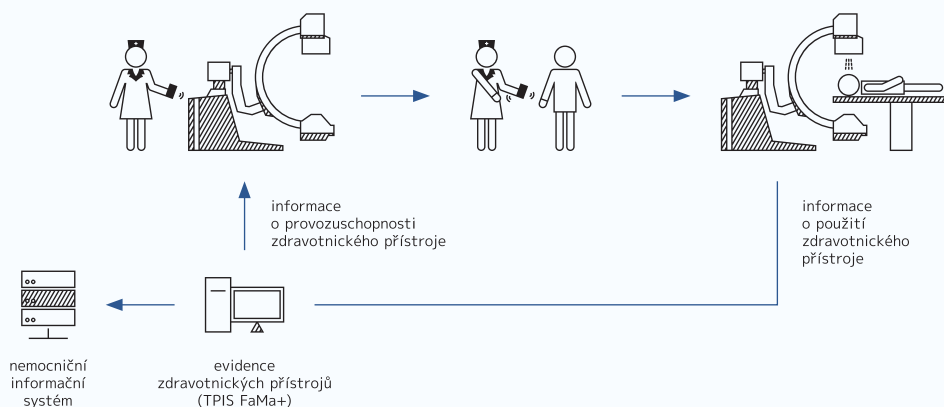 informace
o provozuschopnosti
zdravotnického přístroje
informace
o použití
zdravotnického
přístroje
nemocniční
informační
systém
evidence
zdravotnických přístrojů
(TPIS FaMa+)